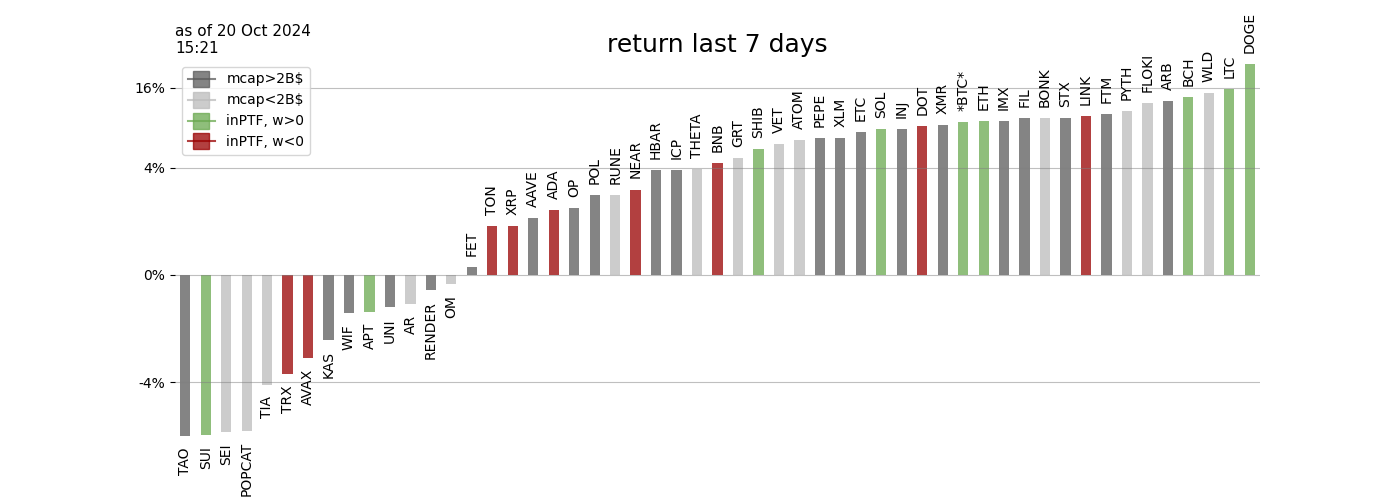 as of 20 Oct 2024
15:21
return last 7 days
mcap>2B$
mcap<2B$
inPTF, w>0
inPTF, w<0
16%
4%
0%
-4%
TAO
SUI
SEI
POPCAT
TIA
TRX
AVAX
KAS
WIF
APT
UNI
AR
RENDER
OM
FET
TON
XRP
AAVE
ADA
OP
POL
RUNE
NEAR
HBAR
ICP
THETA
BNB
GRT
SHIB
VET
ATOM
PEPE
XLM
ETC
SOL
INJ
DOT
XMR
*BTC*
ETH
IMX
FIL
BONK
STX
LINK
FTM
PYTH
FLOKI
ARB
BCH
WLD
LTC
DOGE